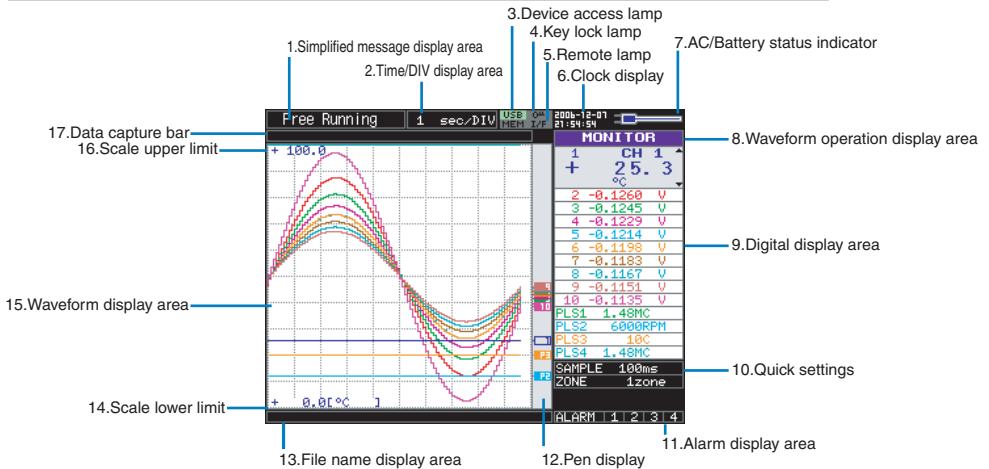 3.Device access lamp
4.Key lock lamp
1.Simplified message display area
5.Remote lamp
7.AC/Battery status indicator
2.Time/DIV display area
6.Clock display
Free Running
1 sec/DIV
USB
MEM I/F
2006-12-07
21:54:54
17.Data capture bar
MONITOR
8.Waveform operation display area
16.Scale upper limit
+ 100.0
1 CH 1
+ 25.3
°C
2 -0.1260 V
3 -0.1245 V
4 -0.1229 V
5 -0.1214 V
9.Digital display area
6 -0.1198 V
7 -0.1183 V
8 -0.1167 V
9 -0.1151 V
10 -0.1135 V
15.Waveform display area
9
10
PLS1 1.48MC
PLS2 6000RPM
PLS3 10C
PLS4 1.48MC
1
P3
P2
SAMPLE 100ms
10.Quick settings
ZONE 1zone
14.Scale lower limit
+ 0.0[°C ]
ALARM 1 2 3 4
11.Alarm display area
13.File name display area
12.Pen display